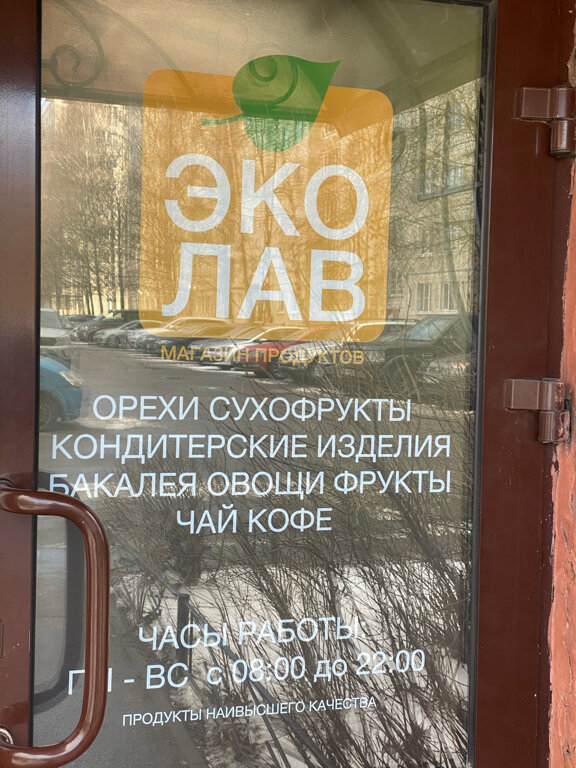 ЭКО
ЛАВ
МАГАЗИН ПРОДУКТОВ
ОРЕХИ СУХОФРУКТЫ
КОНДИТЕРСКИЕ ИЗДЕЛИЯ
БАКАЛЕЯ ОВОЩИ ФРУКТЫ
ЧАЙ КОФЕ
ЧАСЫ РАБОТЫ
ПН - ВС с 08:00 до 22:00
ПРОДУКТЫ НАИВЫСШЕГО КАЧЕСТВА